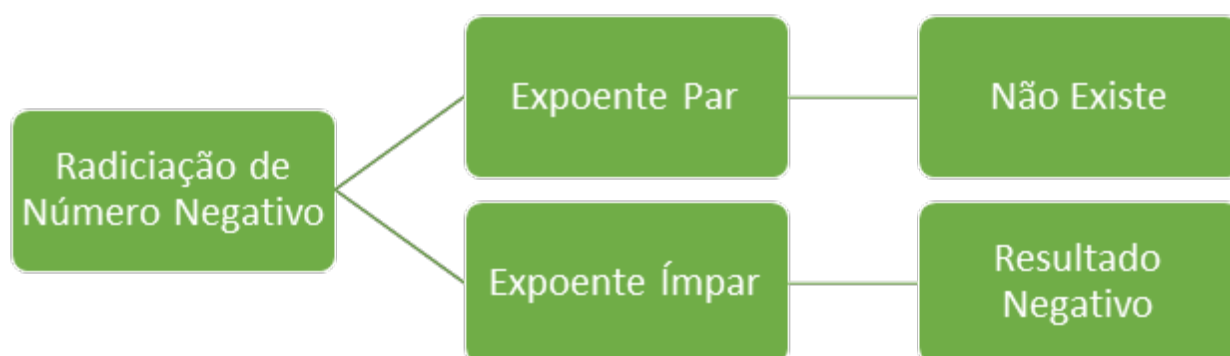 Radiciação de
Número Negativo
Expoente Par
Não Existe
Expoente Ímpar
Resultado
Negativo